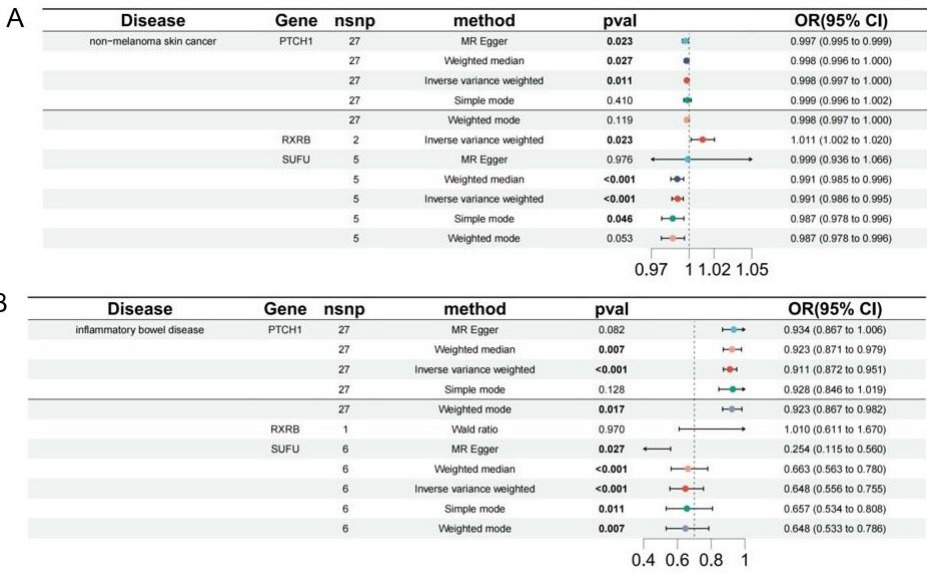 A
Disease Gene nsnp method pval OR(95% CI)
non−melanoma skin cancer PTCH1 27 MR Egger 0.023 0.997 (0.995 to 0.999)
27 Weighted median 0.027 0.998 (0.996 to 1.000)
27 Inverse variance weighted 0.011 0.998 (0.997 to 1.000)
27 Simple mode 0.410 0.999 (0.996 to 1.002)
27 Weighted mode 0.119 0.998 (0.997 to 1.000)
RXRB 2 Inverse variance weighted 0.023 1.011 (1.002 to 1.020)
SUFU 5 MR Egger 0.976 0.999 (0.936 to 1.066)
5 Weighted median <0.001 0.991 (0.985 to 0.996)
5 Inverse variance weighted <0.001 0.991 (0.986 to 0.995)
5 Simple mode 0.046 0.987 (0.978 to 0.996)
5 Weighted mode 0.053 0.987 (0.978 to 0.996)
0.97 1 1.02 1.05
B
Disease Gene nsnp method pval OR(95% CI)
inflammatory bowel disease PTCH1 27 MR Egger 0.082 0.934 (0.867 to 1.006)
27 Weighted median 0.007 0.923 (0.871 to 0.979)
27 Inverse variance weighted <0.001 0.911 (0.872 to 0.951)
27 Simple mode 0.128 0.928 (0.846 to 1.019)
27 Weighted mode 0.017 0.923 (0.867 to 0.982)
RXRB 1 Wald ratio 0.970 1.010 (0.611 to 1.670)
SUFU 6 MR Egger 0.027 0.254 (0.115 to 0.560)
6 Weighted median <0.001 0.663 (0.563 to 0.780)
6 Inverse variance weighted <0.001 0.648 (0.556 to 0.755)
6 Simple mode 0.011 0.657 (0.534 to 0.808)
6 Weighted mode 0.007 0.648 (0.533 to 0.786)
0.4 0.6 0.8 1